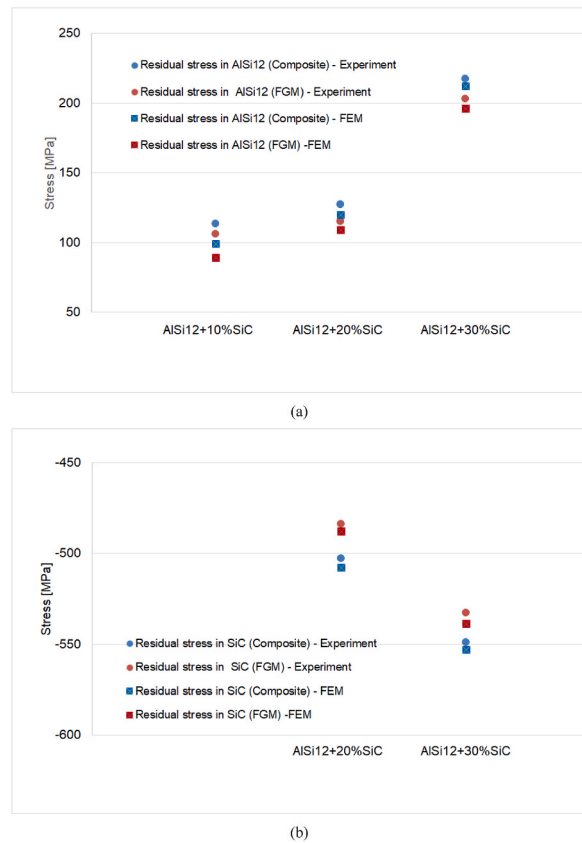 250
Residual stress in AlSi12 (Composite) - Experiment
Residual stress in AlSi12 (FGM) - Experiment
200
Residual stress in AlSi12 (Composite) - FEM
Residual stress in AlSi12 (FGM) -FEM
Stress [MPa]
150
100
50
AlSi12+10%SiC
AlSi12+20%SiC
AlSi12+30%SiC
(a)
-450
Stress [MPa]
-500
-550
Residual stress in SiC (Composite) - Experiment
Residual stress in SiC (FGM) - Experiment
Residual stress in SiC (Composite) - FEM
Residual stress in SiC (FGM) -FEM
-600
AlSi12+20%SiC
AlSi12+30%SiC
(b)